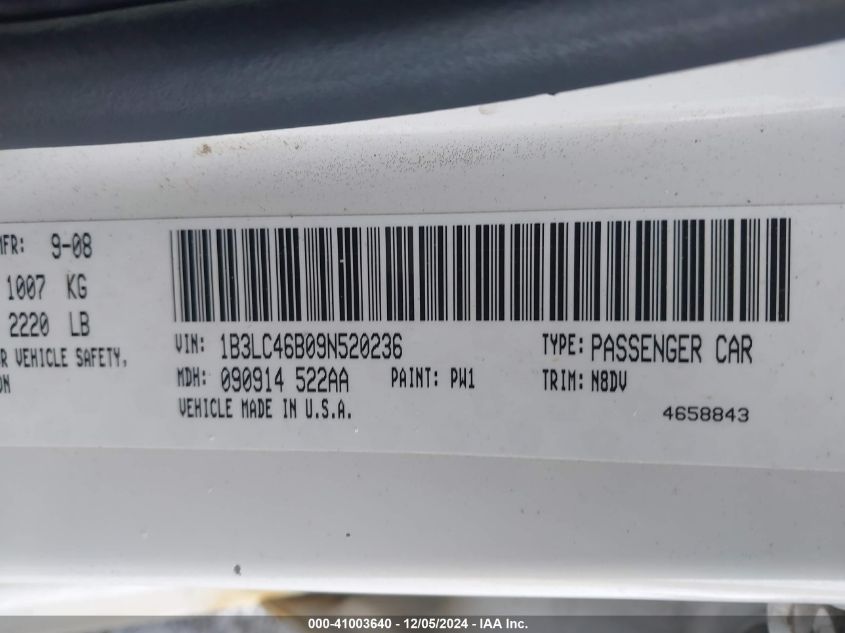 MFR: 9-08
1007 KG
2220 LB
R VEHICLE SAFETY,
ON
VIN: 1B3LC46B09N520236 TYPE: PASSENGER CAR
MDH: 090914 522AA PAINT: PW1 TRIM: N8DV
VEHICLE MADE IN U.S.A. 4658843
000-41003640 - 12/05/2024 - IAA Inc.